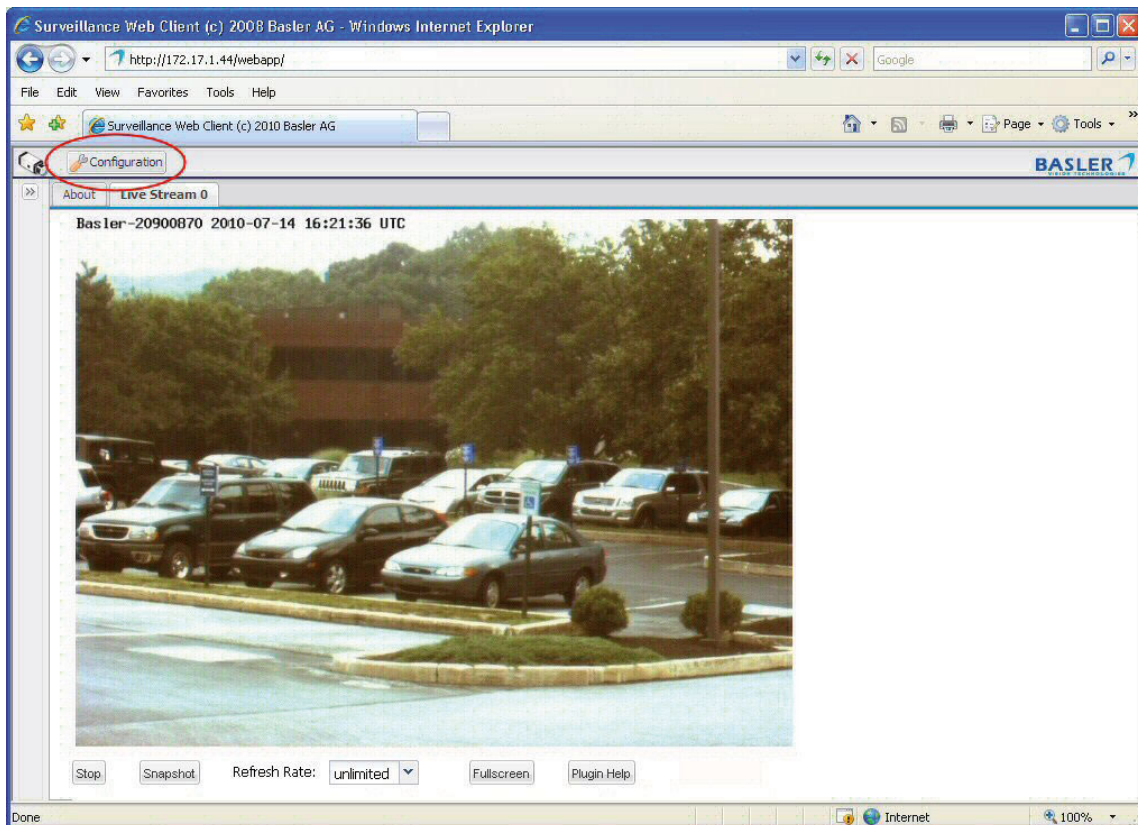 Surveillance Web Client (c) 2008 Basler AG - Windows Internet Explorer
http://172.17.1.44/webapp/
Google
File Edit View Favorites Tools Help
Surveillance Web Client (c) 2010 Basler AG
Page
Tools
»
Configuration
BASLER
VISION TECHNOLOGIES
»
About
Live Stream 0
Basler-20900870 2010-07-14 16:21:36 UTC
Stop
Snapshot
Refresh Rate:
unlimited
Fullscreen
Plugin Help
Done
Internet
100%